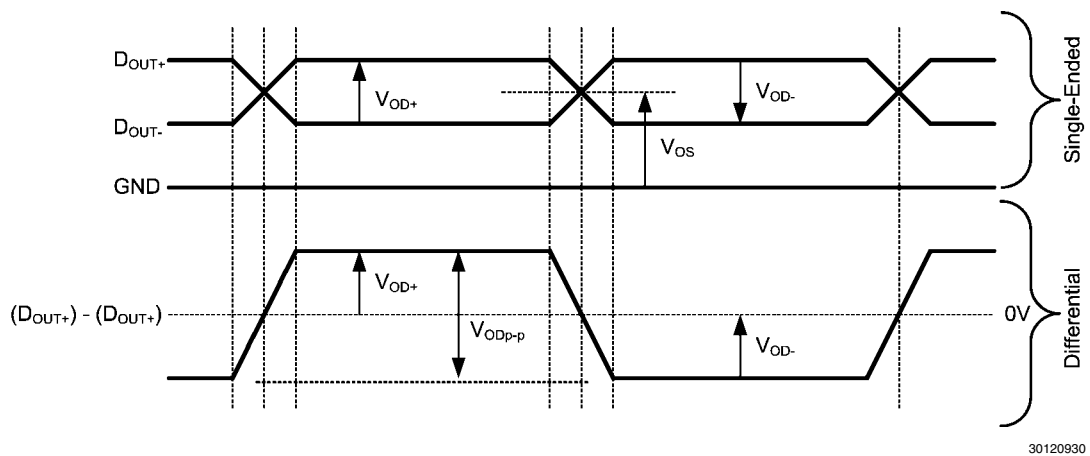 DOUT+
VOD+
VOD-
DOUT-
VOS
GND
Single-Ended
VOD+
(DOUT+) - (DOUT+)
0V
VODp-p
VOD-
Differential
30120930